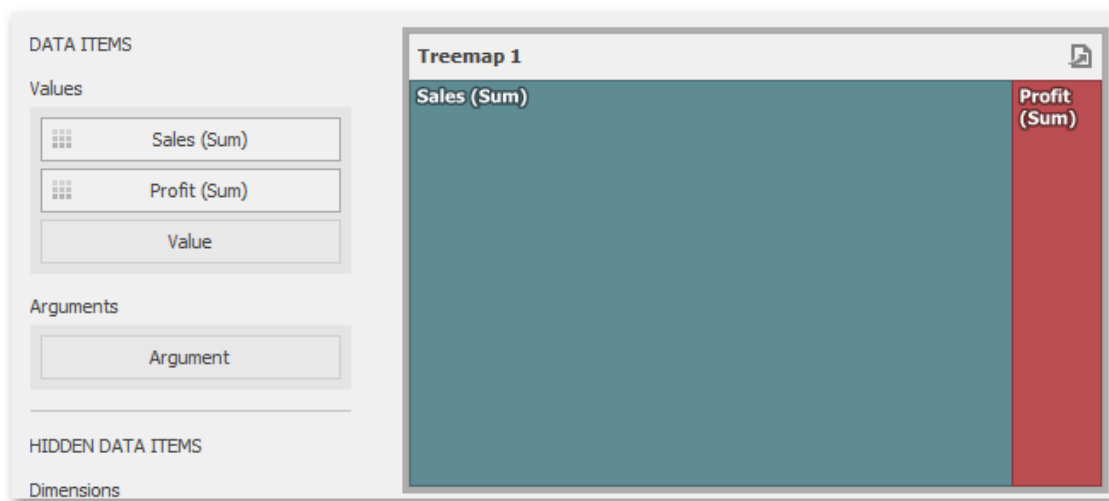 DATA ITEMS
Values
Sales (Sum)
Profit (Sum)
Value
Arguments
Argument
HIDDEN DATA ITEMS
Dimensions
Treemap 1
Sales (Sum)
Profit
(Sum)